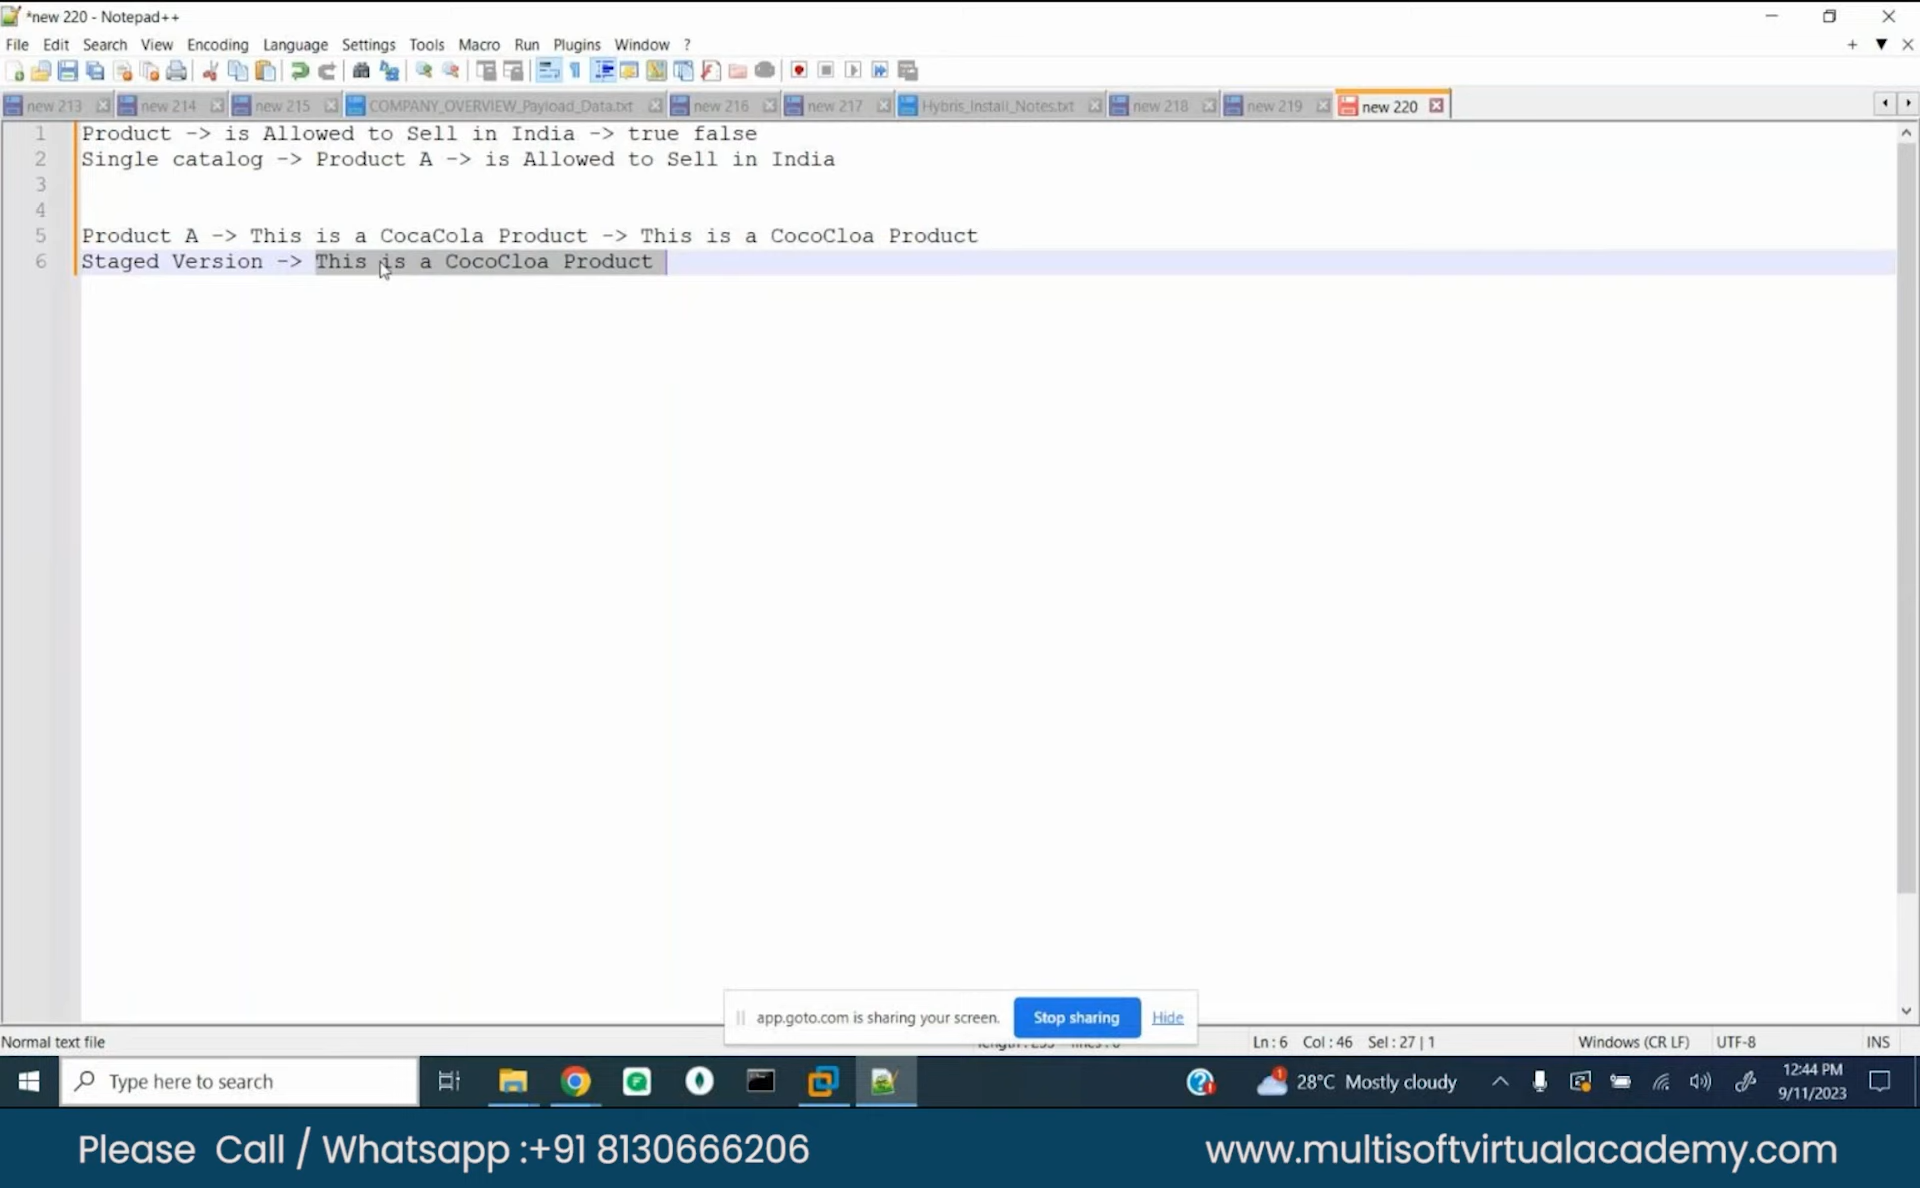 *new 220 - Notepad++
File Edit Search View Encoding Language Settings Tools Macro Run Plugins Window ?
new 213 new 214 new 215 COMPANY_OVERVIEW_Payload_Data.txt new 216 new 217 Hybris_Install_Notes.txt new 218 new 219 new 220
1 Product -> is Allowed to Sell in India -> true false
2 Single catalog -> Product A -> is Allowed to Sell in India
3
4
5 Product A -> This is a CocaCola Product -> This is a CocoCloa Product
6 Staged Version -> This is a CocoCloa Product
app.goto.com is sharing your screen. Stop sharing Hide
Normal text file Ln : 6 Col : 46 Sel : 27 | 1 Windows (CR LF) UTF-8 INS
Type here to search 28°C Mostly cloudy 12:44 PM
9/11/2023
Please Call / Whatsapp :+91 8130666206 www.multisoftvirtualacademy.com